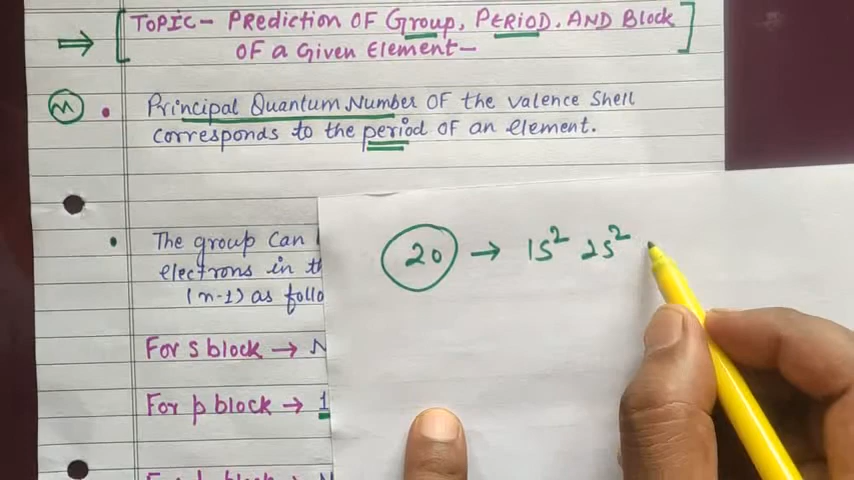 ⇒ [TOPIC- PRediction OF Group, PERIOD, AND Block
OF a Given Element-]
M • Principal Quantum Number OF the valence Shell
corresponds to the period OF an element.
• The group Can
electrons in th
(n-1) as follo
For s block → N
For p block → 1
20 → 1s² 2s²